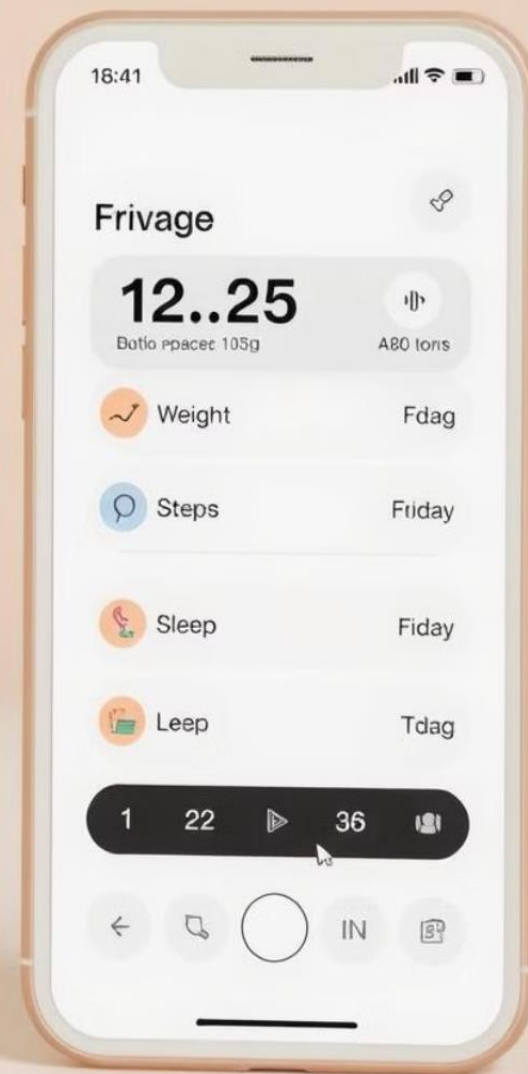 18:41
Frivage
12..25
Botio npacec 105g
A80 tons
Weight Fdag
Steps Friday
Sleep Fiday
Leep Tdag
1 22 36
IN